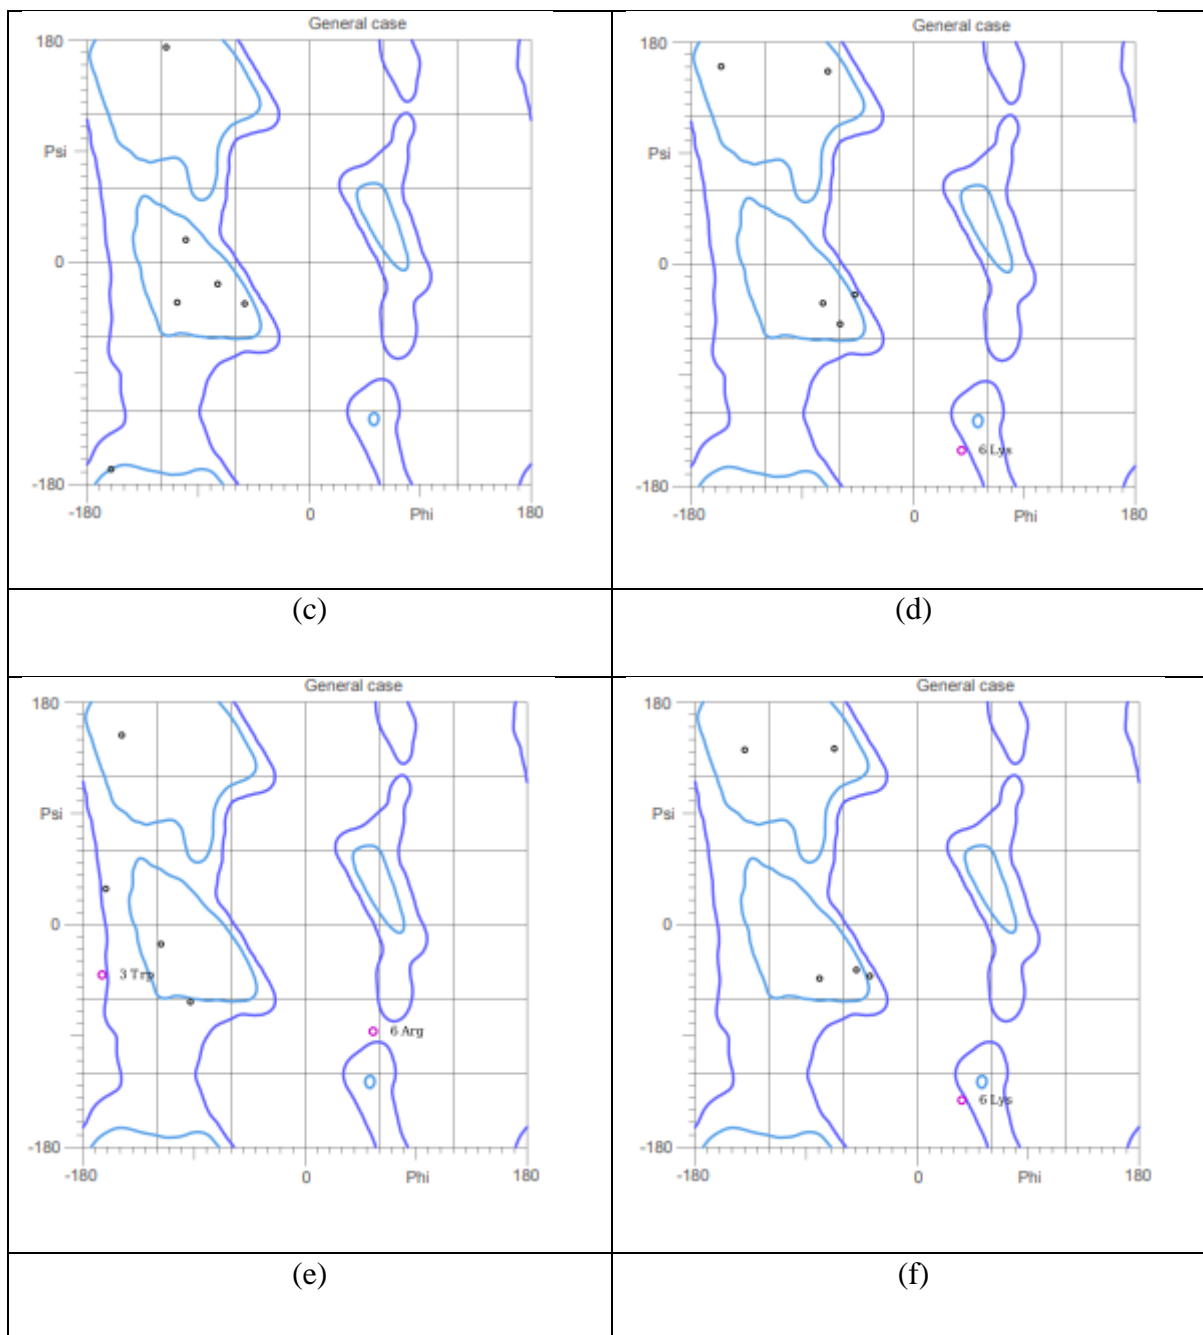 General case
180
Psi
0
-180
-180
0
Phi
180
General case
180
Psi
0
6 Lys
-180
-180
0
Phi
180
(c)
(d)
General case
180
Psi
0
3 Trp
6 Arg
-180
-180
0
Phi
180
General case
180
Psi
0
6 Lys
-180
-180
0
Phi
180
(e)
(f)